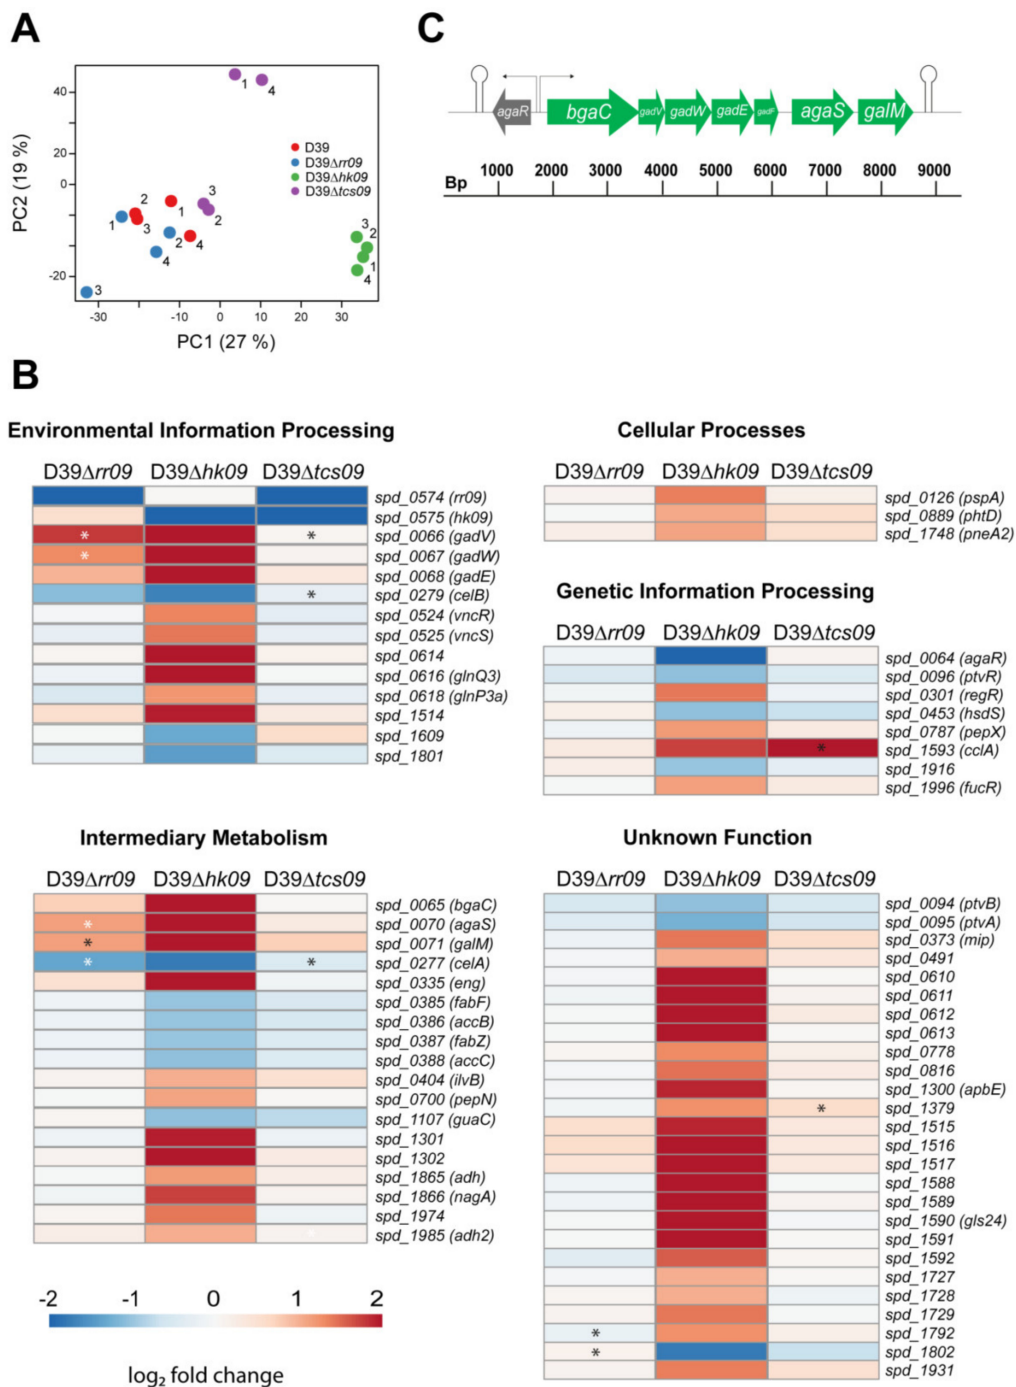 A
40
20
0
-20
-30
-20
-10
0
10
20
30
PC2 (19 %)
PC1 (27 %)
D39
D39Δrr09
D39Δhk09
D39Δtcs09
1
4
3
2
2
1
1
3
2
4
4
3
3
2
1
4
C
agaR
bgaC
gadV
gadW
gadE
gadF
agaS
galM
Bp
1000 2000 3000 4000 5000 6000 7000 8000 9000
B
Environmental Information Processing
D39Δrr09 D39Δhk09 D39Δtcs09
spd_0574 (rr09)
spd_0575 (hk09)
* * spd_0066 (gadV)
* spd_0067 (gadW)
spd_0068 (gadE)
* spd_0279 (celB)
spd_0524 (vncR)
spd_0525 (vncS)
spd_0614
spd_0616 (glnQ3)
spd_0618 (glnP3a)
spd_1514
spd_1609
spd_1801
Cellular Processes
D39Δrr09 D39Δhk09 D39Δtcs09
spd_0126 (pspA)
spd_0889 (phtD)
spd_1748 (pneA2)
Genetic Information Processing
D39Δrr09 D39Δhk09 D39Δtcs09
spd_0064 (agaR)
spd_0096 (ptvR)
spd_0301 (regR)
spd_0453 (hsdS)
spd_0787 (pepX)
* spd_1593 (cclA)
spd_1916
spd_1996 (fucR)
Intermediary Metabolism
D39Δrr09 D39Δhk09 D39Δtcs09
spd_0065 (bgaC)
* spd_0070 (agaS)
* spd_0071 (galM)
* * spd_0277 (celA)
spd_0335 (eng)
spd_0385 (fabF)
spd_0386 (accB)
spd_0387 (fabZ)
spd_0388 (accC)
spd_0404 (ilvB)
spd_0700 (pepN)
spd_1107 (guaC)
spd_1301
spd_1302
spd_1865 (adh)
spd_1866 (nagA)
spd_1974
* spd_1985 (adh2)
-2 -1 0 1 2
log₂ fold change
Unknown Function
D39Δrr09 D39Δhk09 D39Δtcs09
spd_0094 (ptvB)
spd_0095 (ptvA)
spd_0373 (mip)
spd_0491
spd_0610
spd_0611
spd_0612
spd_0613
spd_0778
spd_0816
spd_1300 (apbE)
* spd_1379
spd_1515
spd_1516
spd_1517
spd_1588
spd_1589
spd_1590 (gls24)
spd_1591
spd_1592
spd_1727
spd_1728
spd_1729
* spd_1792
* spd_1802
spd_1931